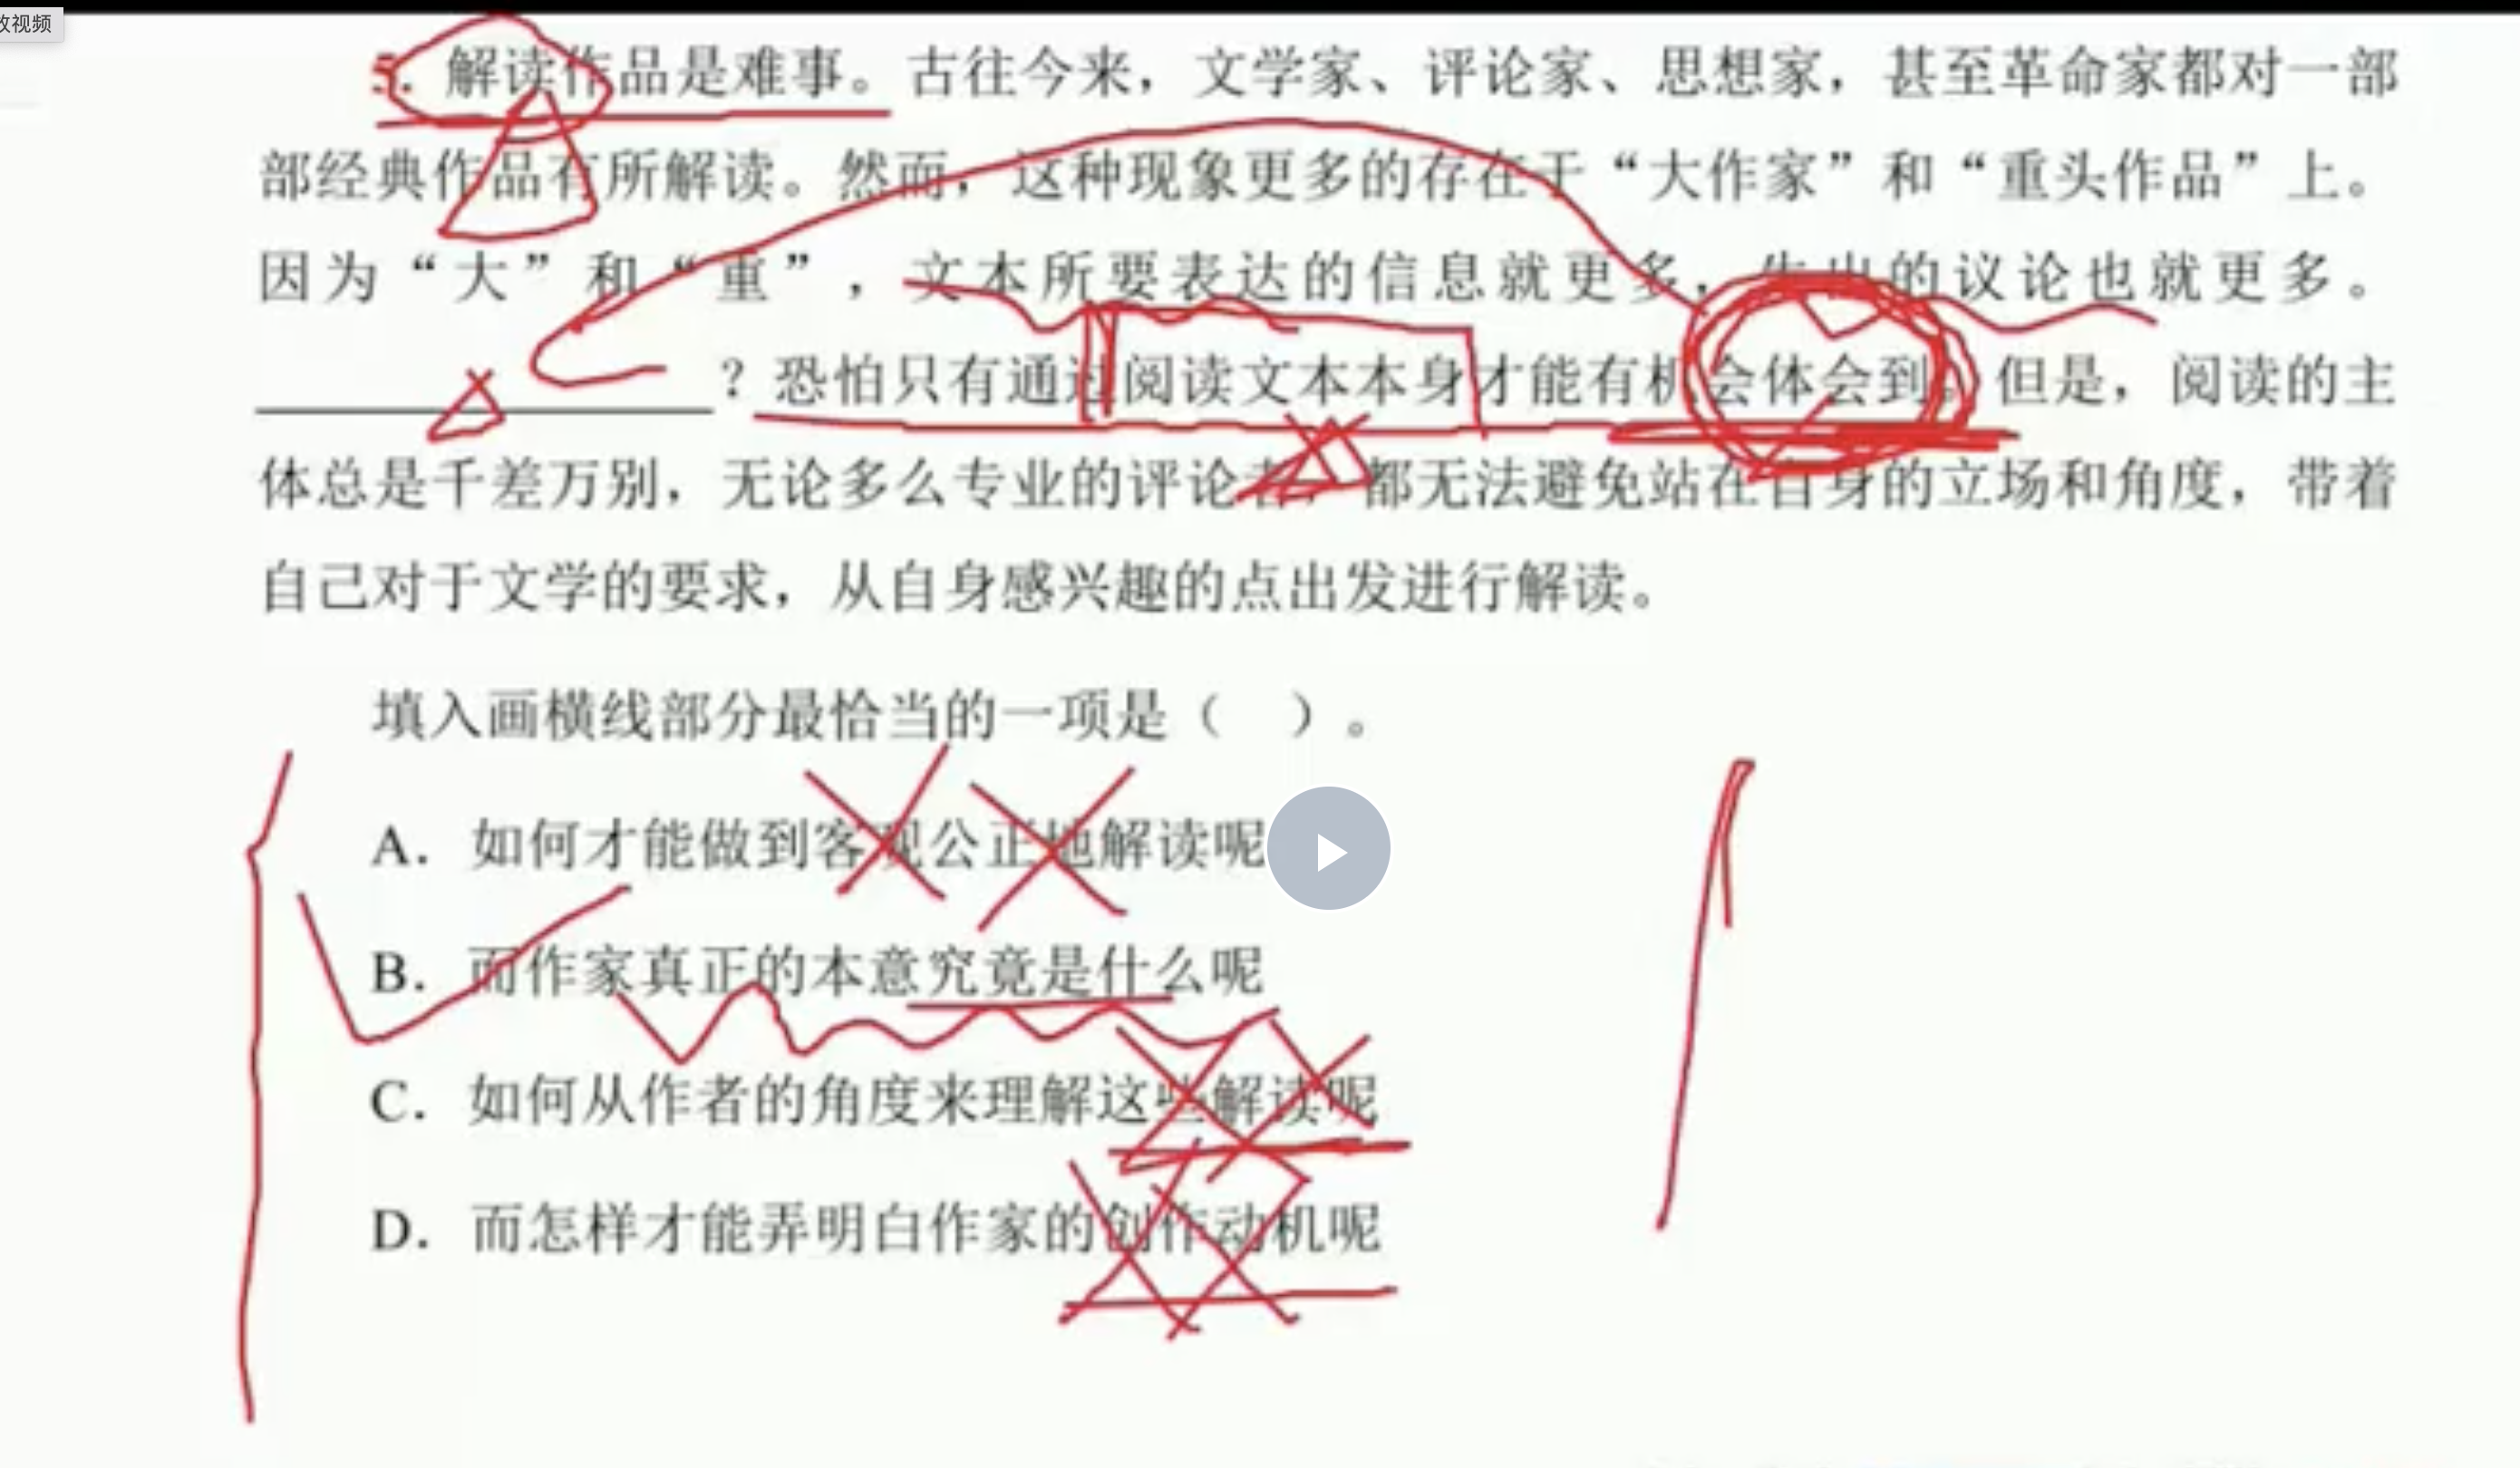 放视频
5. 解读作品是难事。古往今来，文学家、评论家、思想家，甚至革命家都对一部
部经典作品有所解读。然而，这种现象更多的存在于“大作家”和“重头作品”上。
因为“大”和“重”，文本所要表达的信息就更多，生出的议论也就更多。
？恐怕只有通过阅读文本本身才能有机会体会到。但是，阅读的主
体总是千差万别，无论多么专业的评论者，都无法避免站在自身的立场和角度，带着
自己对于文学的要求，从自身感兴趣的点出发进行解读。
填入画横线部分最恰当的一项是（ ）。
A. 如何才能做到客观公正地解读呢
B. 而作家真正的本意究竟是什么呢
C. 如何从作者的角度来理解这些解读呢
D. 而怎样才能弄明白作家的创作动机呢